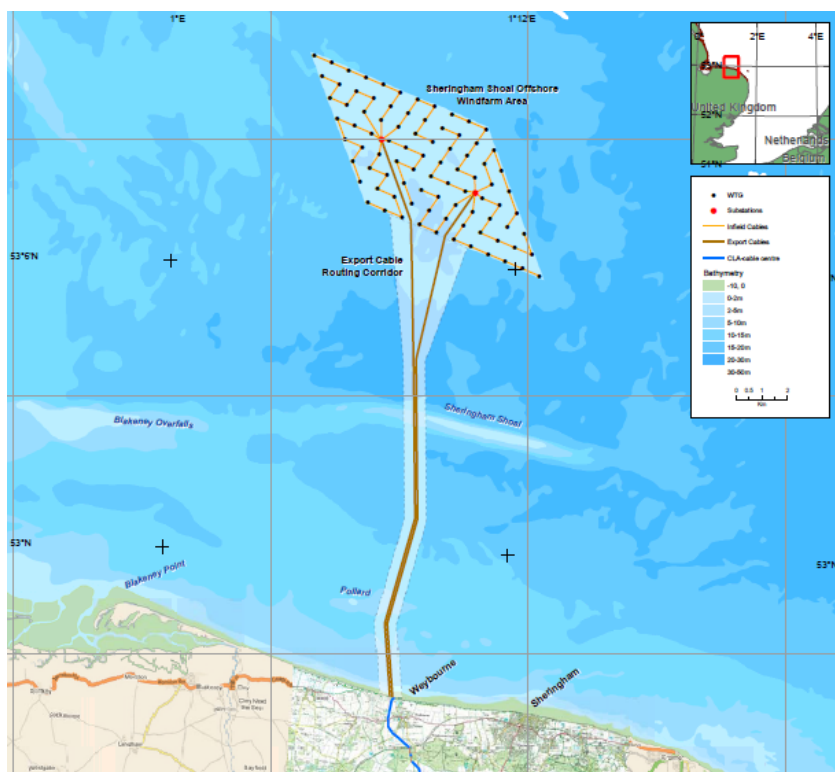 1°E
1°12'E
Sheringham Shoal Offshore
Windfarm Area
53°6'N
Export Cable
Routing Corridor
Blakeney Overfalls
Sheringham Shoal
53°N
53°N
Blakeney Point
Pollard
Weybourne
Sheringham
0°
2°E
4°E
52°N
United Kingdom
Netherlands
Belgium
51°N
WTG
Substations
Infield Cables
Export Cables
CLA-cable centre
Bathymetry
-10, 0
0-2m
2-5m
5-10m
10-15m
15-20m
20-30m
30-50m
0 0.5 1 2
Km